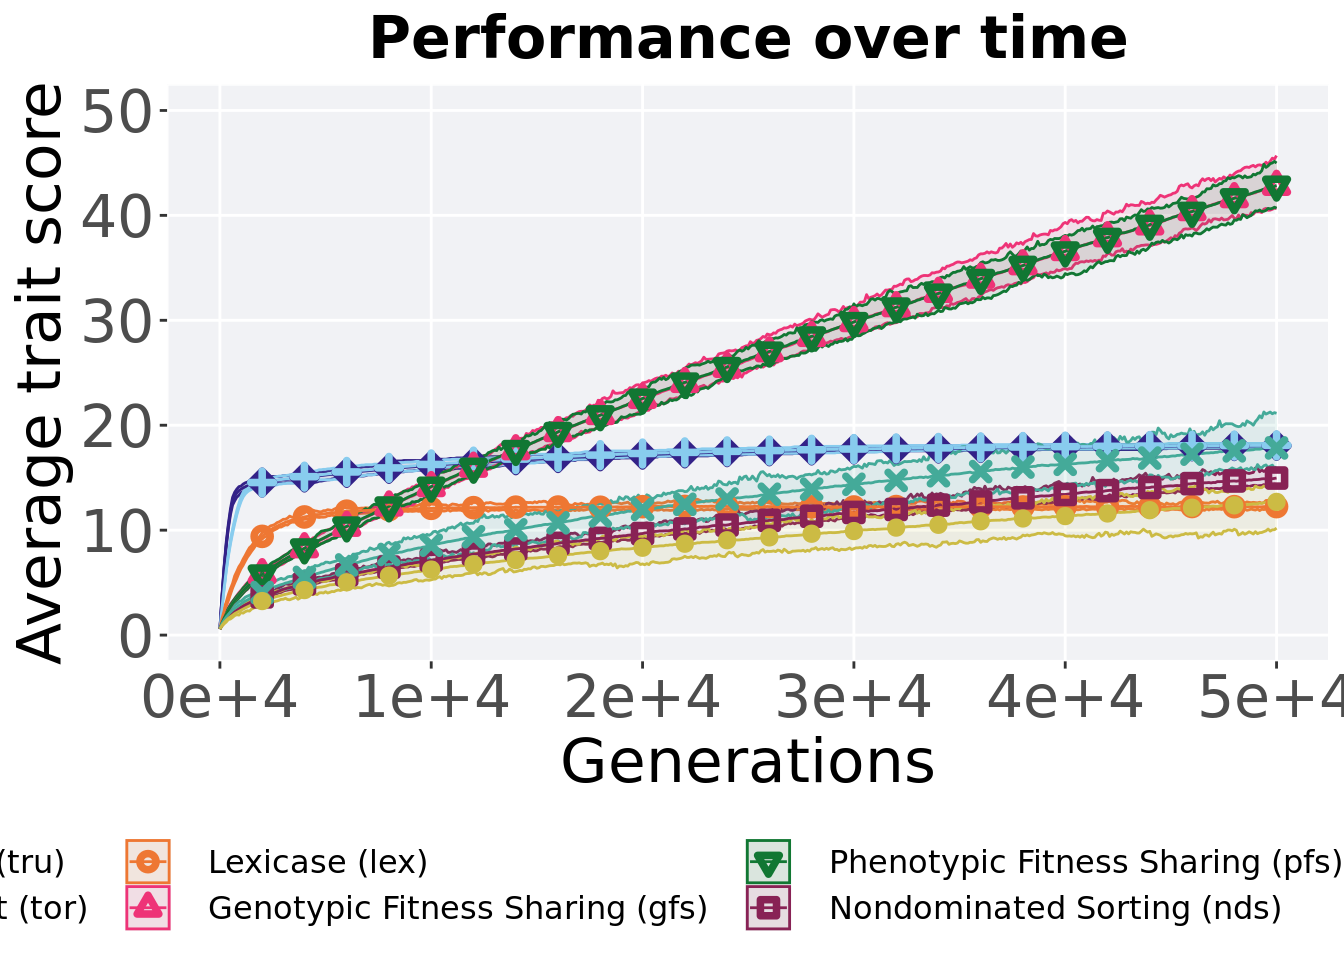 Performance over time
Average trait score
50
40
30
20
10
0
0e+4 1e+4 2e+4 3e+4 4e+4 5e+4
Generations
(tru) Lexicase (lex) Phenotypic Fitness Sharing (pfs)
t (tor) Genotypic Fitness Sharing (gfs) Nondominated Sorting (nds)